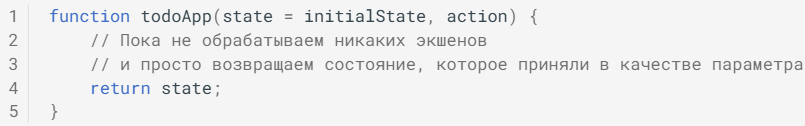 1 function todoApp(state = initialState, action) {
2 // Пока не обрабатываем никаких экшенов
3 // и просто возвращаем состояние, которое приняли в качестве параметра
4 return state;
5 }